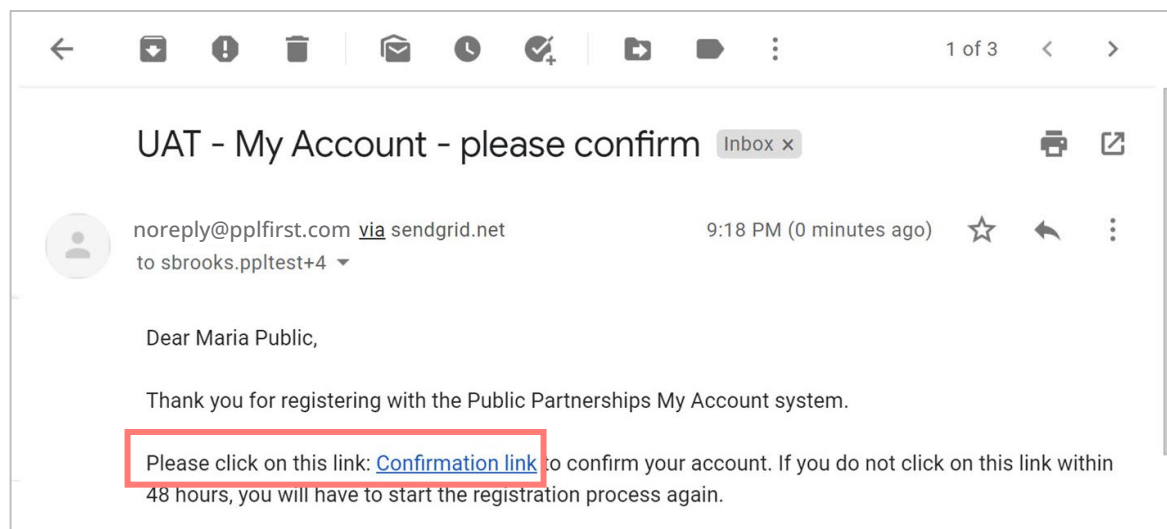 1 of 3
UAT - My Account - please confirm Inbox x
noreply@pplfirst.com via sendgrid.net 9:18 PM (0 minutes ago)
to sbrooks.ppltest+4
Dear Maria Public,
Thank you for registering with the Public Partnerships My Account system.
Please click on this link: Confirmation link to confirm your account. If you do not click on this link within
48 hours, you will have to start the registration process again.